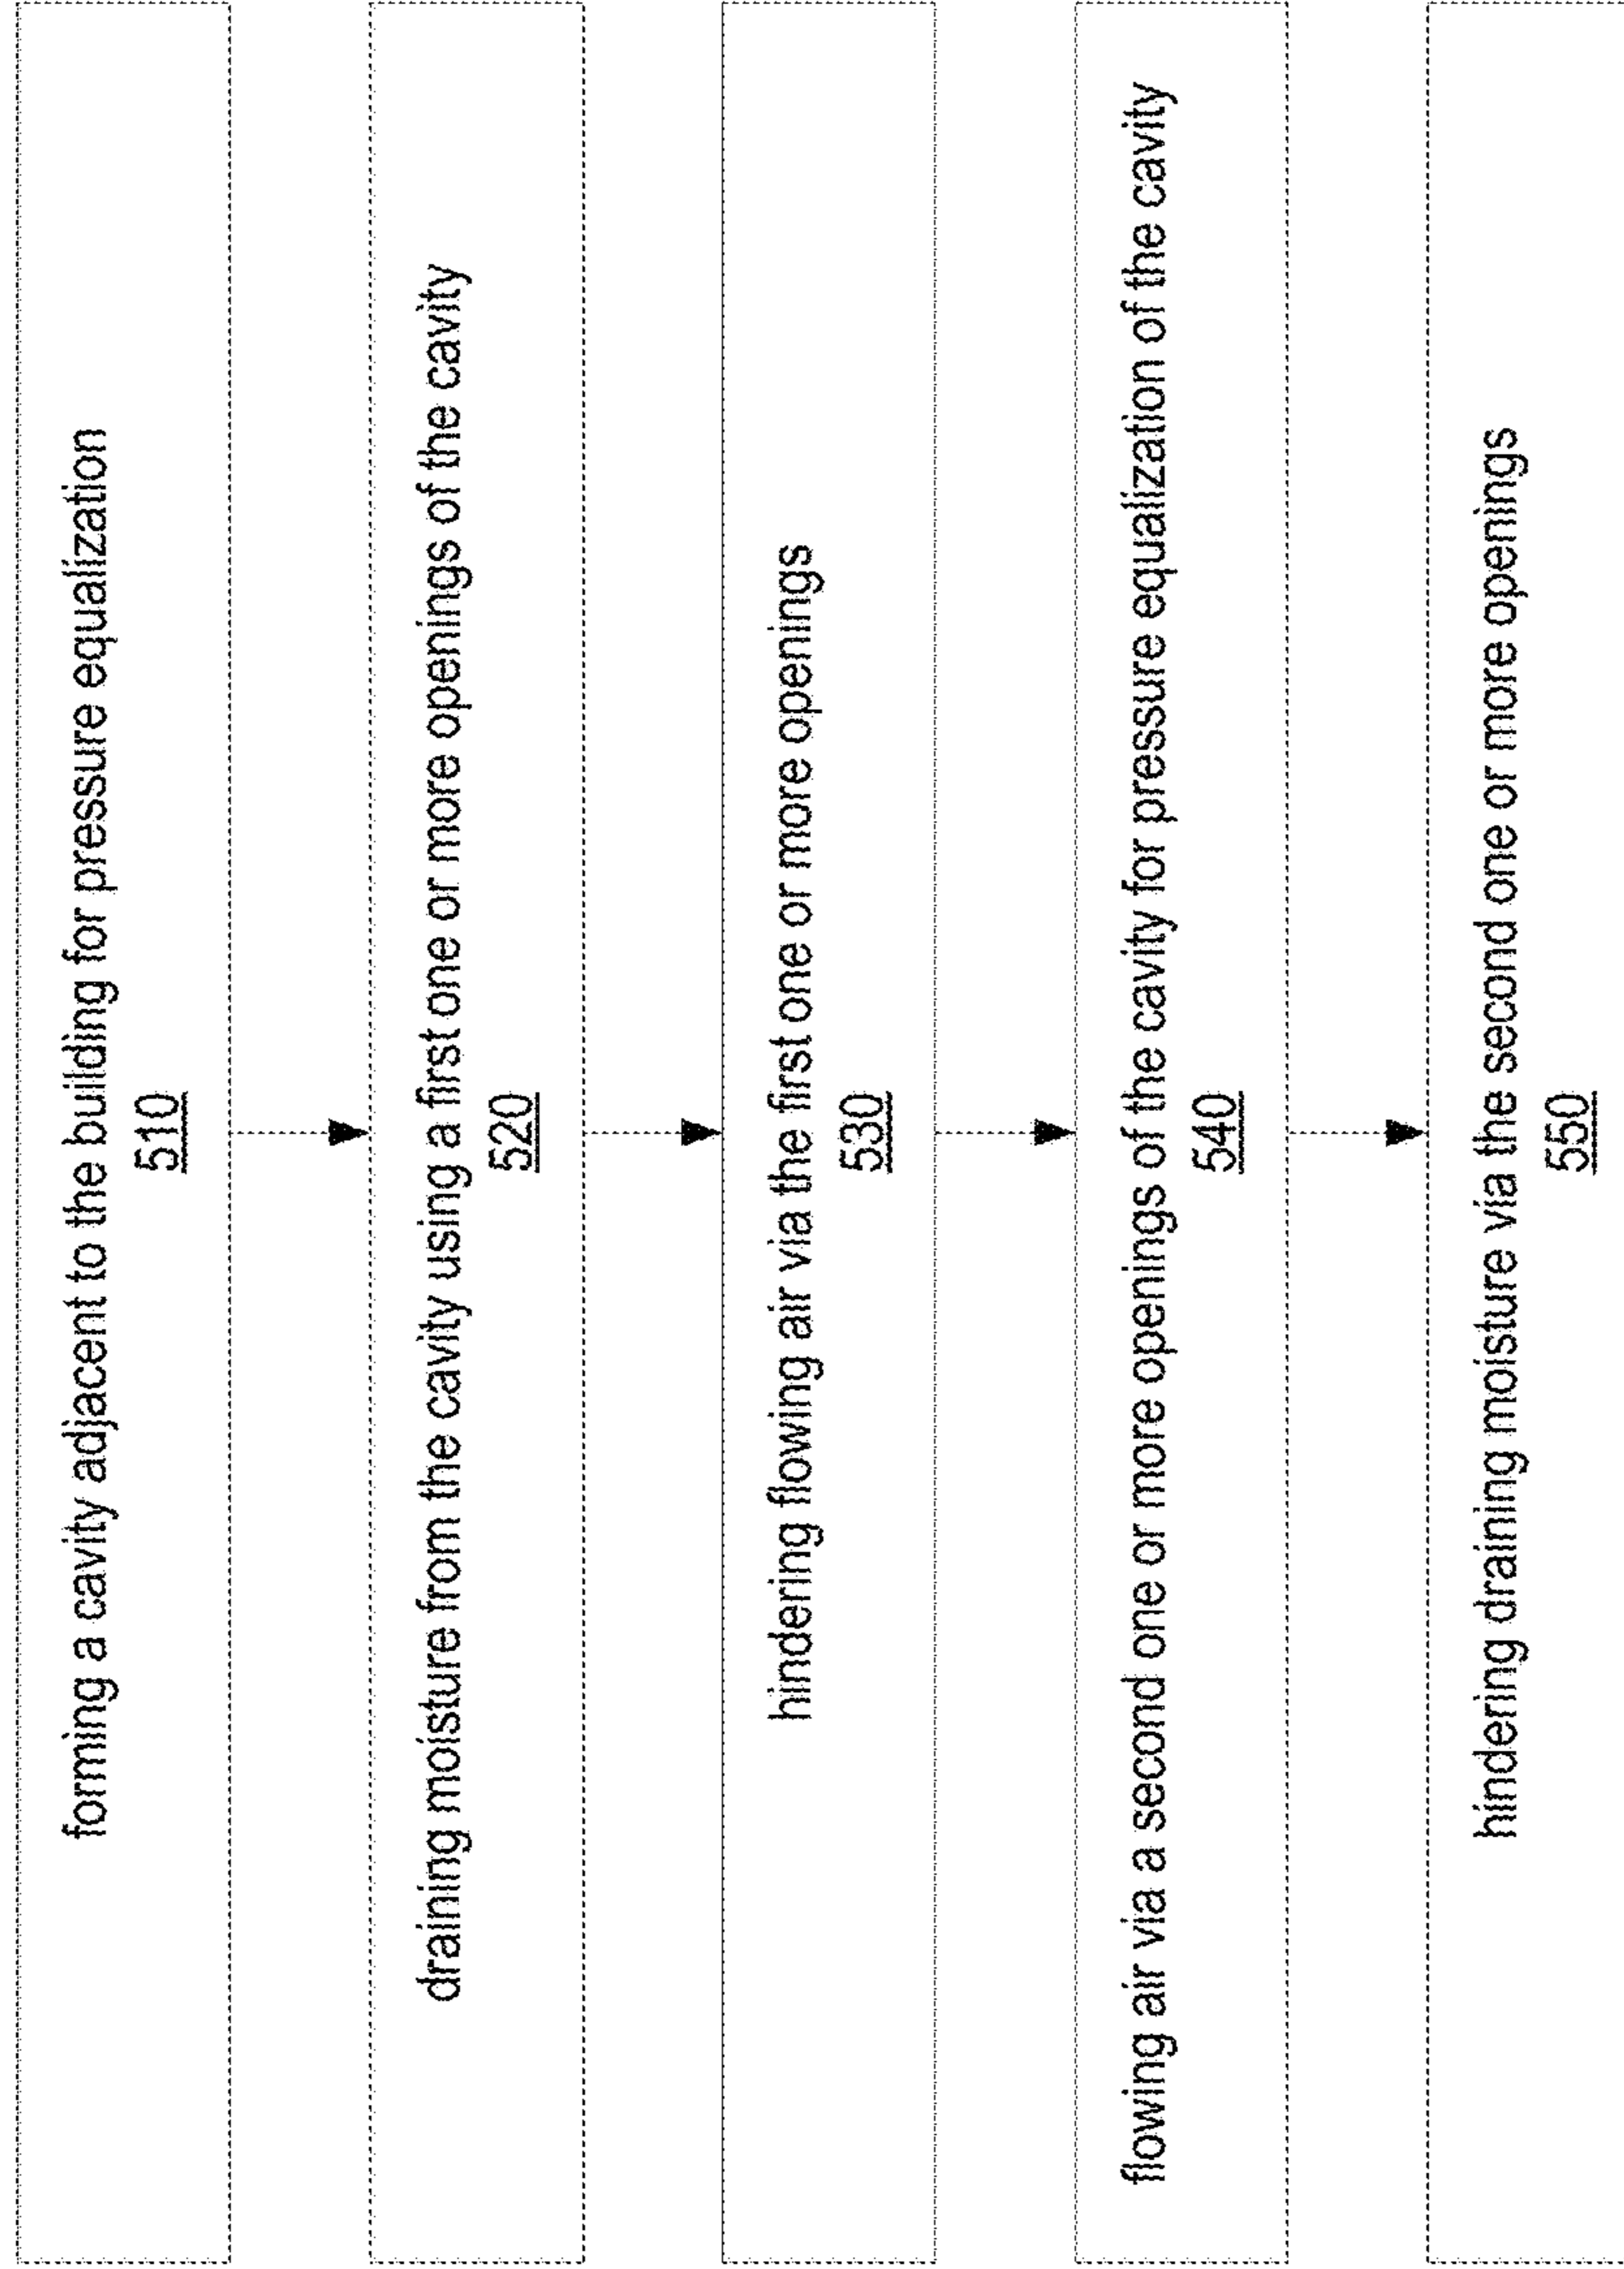 forming a cavity adjacent to the building for pressure equalization
510
draining moisture from the cavity using a first one or more openings of the cavity
520
hindering flowing air via the first one or more openings
530
flowing air via a second one or more openings of the cavity for pressure equalization of the cavity
540
hindering draining moisture via the second one or more openings
550